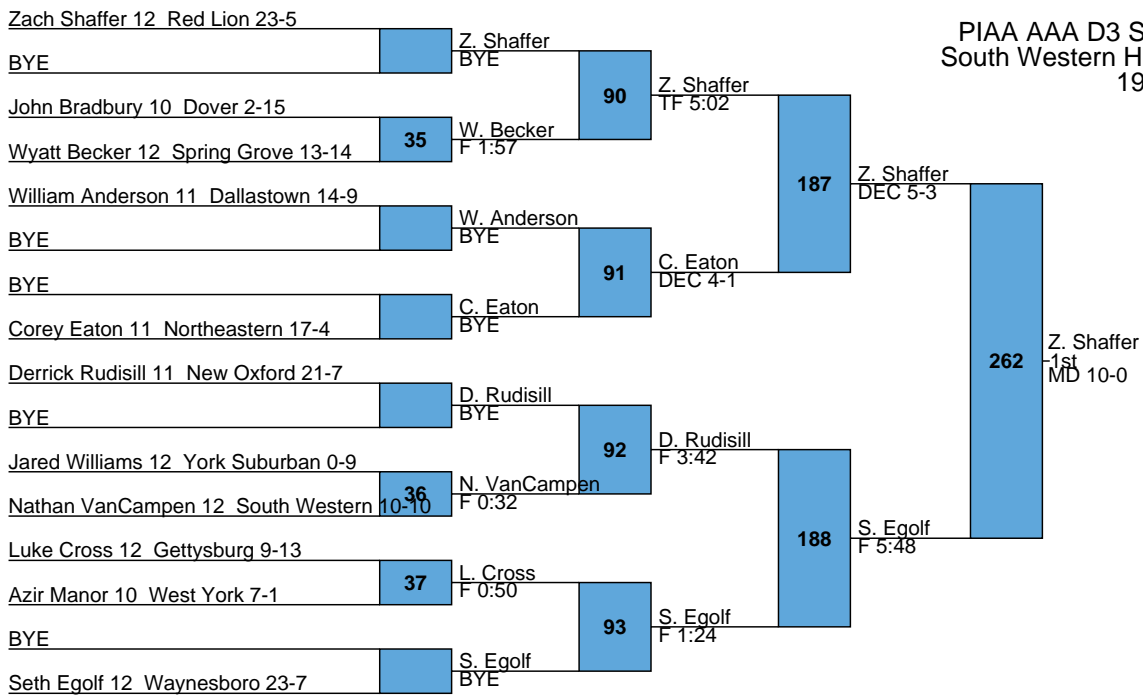 Zach Shaffer 12 Red Lion 23-5
BYE
John Bradbury 10 Dover 2-15
Wyatt Becker 12 Spring Grove 13-14
William Anderson 11 Dallastown 14-9
BYE
BYE
Corey Eaton 11 Northeastern 17-4
Derrick Rudisill 11 New Oxford 21-7
BYE
Jared Williams 12 York Suburban 0-9
Nathan VanCampen 12 South Western 10-10
Luke Cross 12 Gettysburg 9-13
Azir Manor 10 West York 7-1
BYE
Seth Egolf 12 Waynesboro 23-7
35
36
37
Z. Shaffer
BYE
W. Becker
F 1:57
W. Anderson
BYE
C. Eaton
BYE
D. Rudisill
BYE
N. VanCampen
F 0:32
L. Cross
F 0:50
S. Egolf
BYE
90
91
92
93
Z. Shaffer
TF 5:02
C. Eaton
DEC 4-1
D. Rudisill
F 3:42
S. Egolf
F 1:24
187
188
Z. Shaffer
DEC 5-3
S. Egolf
F 5:48
262
Z. Shaffer
1st
MD 10-0
PIAA AAA D3 S
South Western H
19